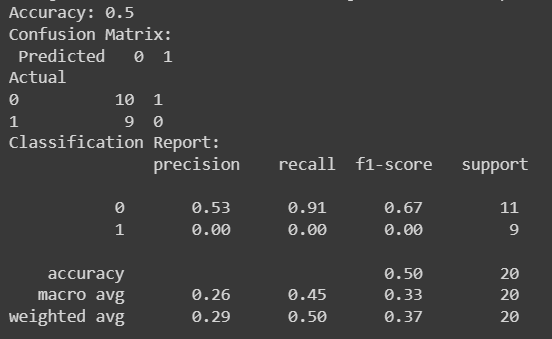 Accuracy: 0.5
Confusion Matrix:
Predicted 0 1
Actual
0 10 1
1 9 0
Classification Report:
precision recall f1-score support
0 0.53 0.91 0.67 11
1 0.00 0.00 0.00 9
accuracy 0.50 20
macro avg 0.26 0.45 0.33 20
weighted avg 0.29 0.50 0.37 20